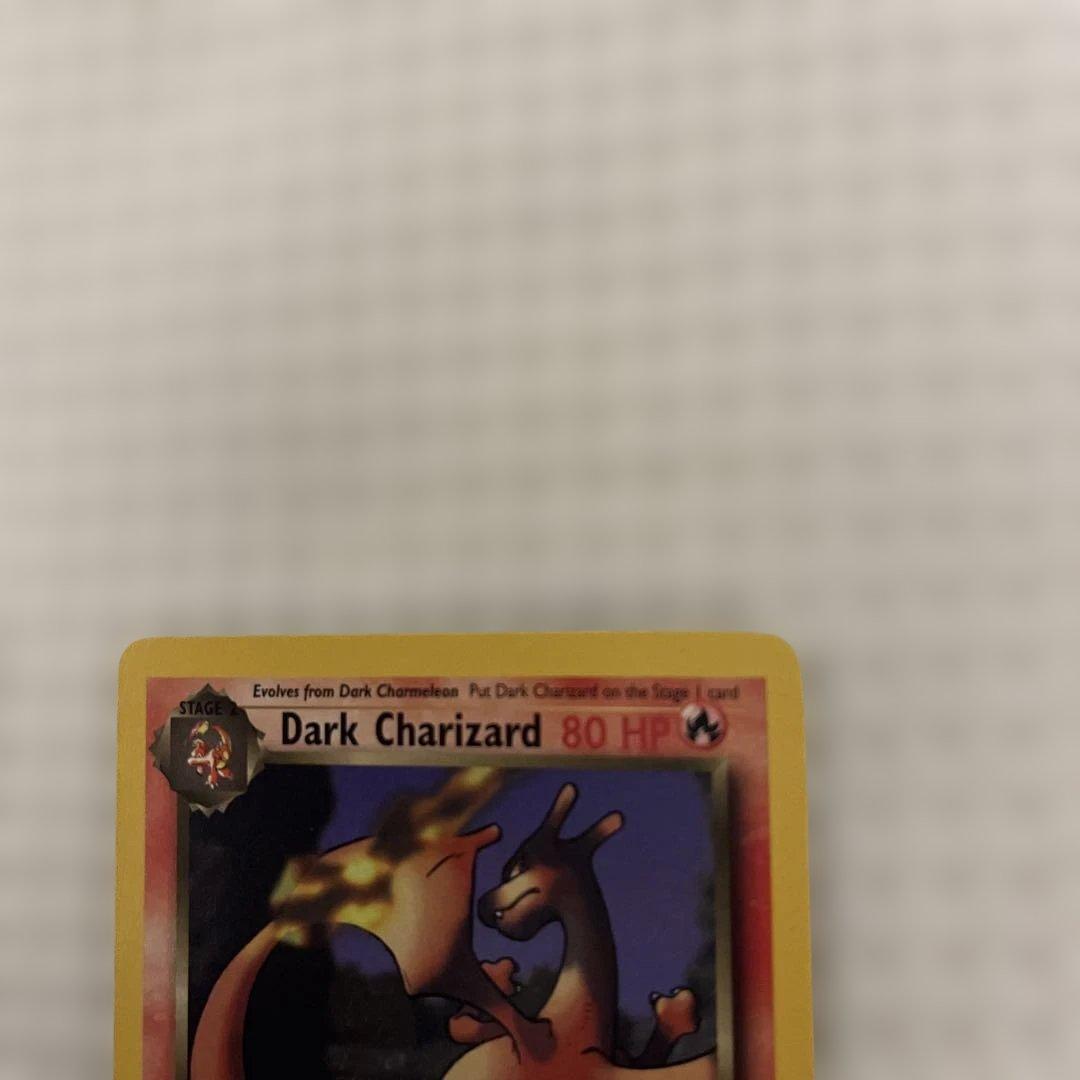 Evolves from Dark Charmeleon Put Dark Charizard on the Stage 1 card
STAGE 2
Dark Charizard 80 HP